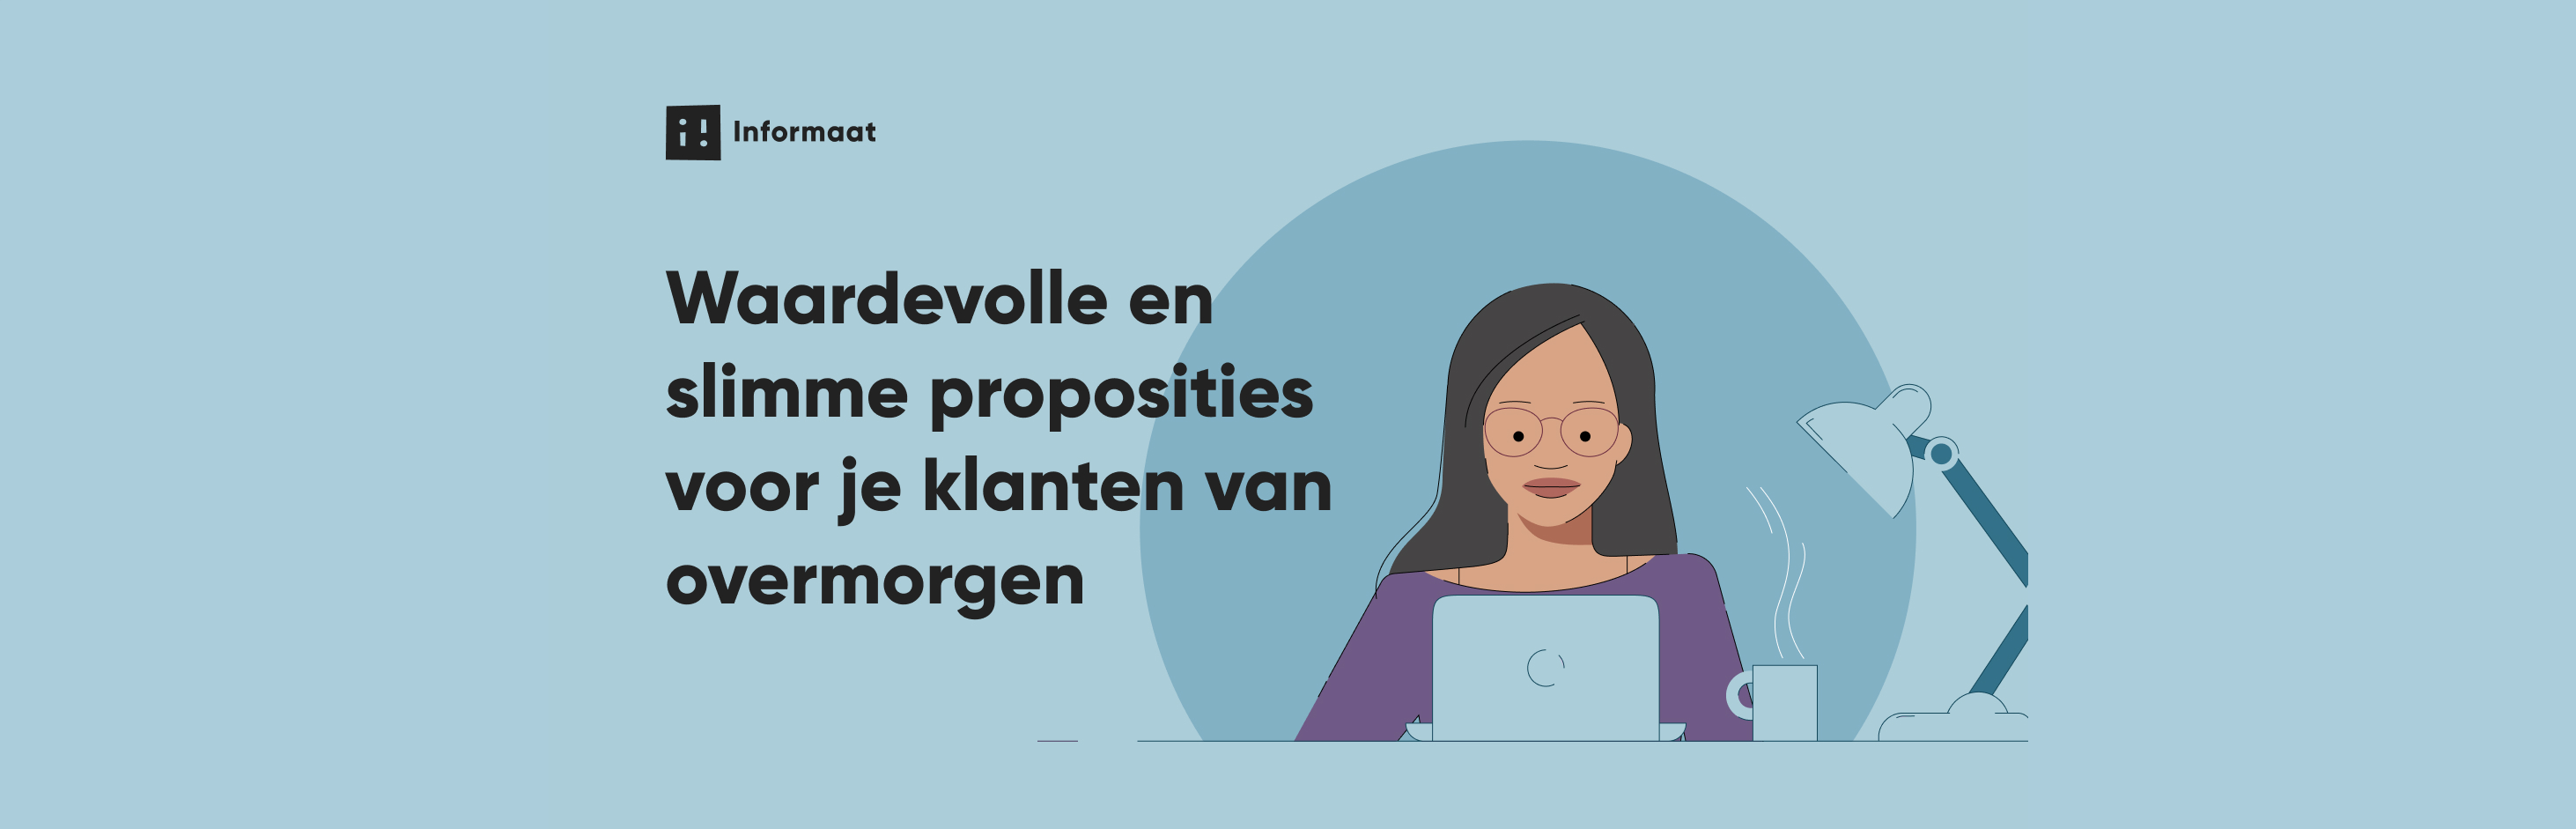 i! Informaat
Waardevolle en
slimme proposities
voor je klanten van
overmorgen